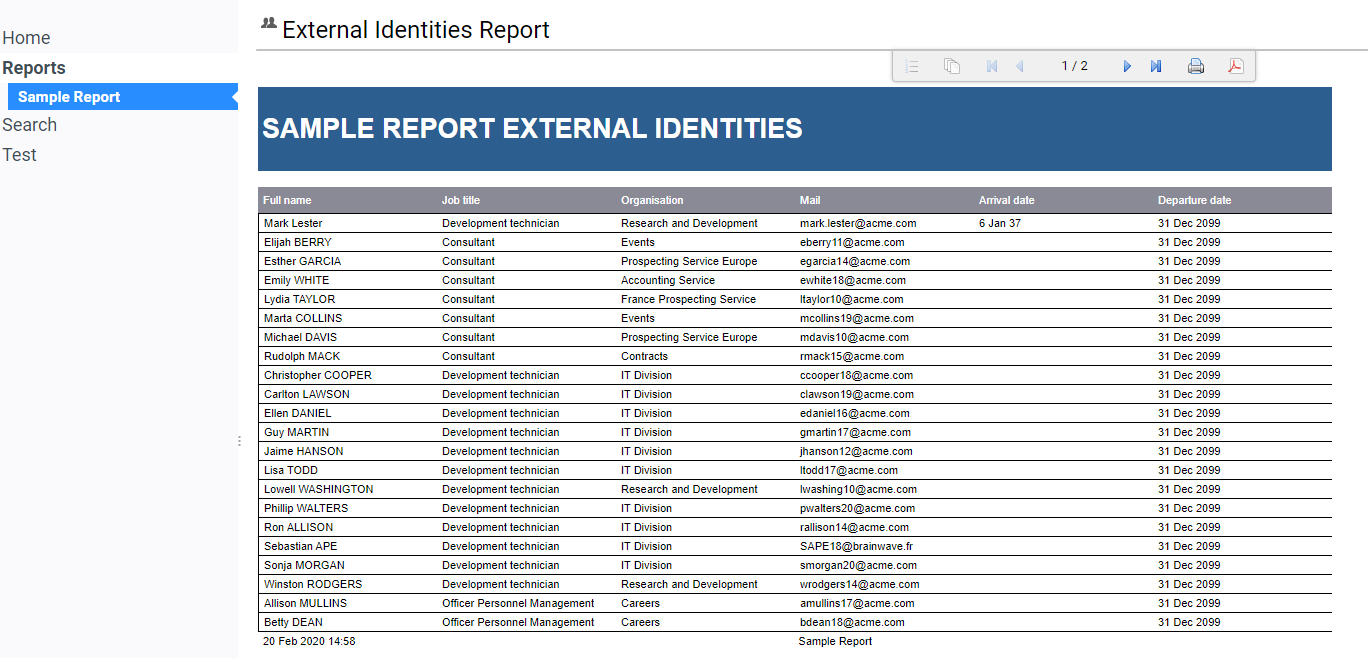 External Identities Report
Home
Reports
Sample Report
Search
Test
1 / 2
SAMPLE REPORT EXTERNAL IDENTITIES
Full name Job title Organisation Mail Arrival date Departure date
Mark Lester Development technician Research and Development mark.lester@acme.com 6 Jan 37 31 Dec 2099
Elijah BERRY Consultant Events eberry11@acme.com 31 Dec 2099
Esther GARCIA Consultant Prospecting Service Europe egarcia14@acme.com 31 Dec 2099
Emily WHITE Consultant Accounting Service ewhite18@acme.com 31 Dec 2099
Lydia TAYLOR Consultant France Prospecting Service ltaylor10@acme.com 31 Dec 2099
Marta COLLINS Consultant Events mcollins19@acme.com 31 Dec 2099
Michael DAVIS Consultant Prospecting Service Europe mdavis10@acme.com 31 Dec 2099
Rudolph MACK Consultant Contracts rmack15@acme.com 31 Dec 2099
Christopher COOPER Development technician IT Division ccooper18@acme.com 31 Dec 2099
Carlton LAWSON Development technician IT Division clawson19@acme.com 31 Dec 2099
Ellen DANIEL Development technician IT Division edaniel16@acme.com 31 Dec 2099
Guy MARTIN Development technician IT Division gmartin17@acme.com 31 Dec 2099
Jaime HANSON Development technician IT Division jhanson12@acme.com 31 Dec 2099
Lisa TODD Development technician IT Division ltodd17@acme.com 31 Dec 2099
Lowell WASHINGTON Development technician Research and Development lwashing10@acme.com 31 Dec 2099
Phillip WALTERS Development technician IT Division pwalters20@acme.com 31 Dec 2099
Ron ALLISON Development technician IT Division rallison14@acme.com 31 Dec 2099
Sebastian APE Development technician IT Division SAPE18@brainwave.fr 31 Dec 2099
Sonja MORGAN Development technician IT Division smorgan20@acme.com 31 Dec 2099
Winston RODGERS Development technician Research and Development wrodgers14@acme.com 31 Dec 2099
Allison MULLINS Officer Personnel Management Careers amullins17@acme.com 31 Dec 2099
Betty DEAN Officer Personnel Management Careers bdean18@acme.com 31 Dec 2099
20 Feb 2020 14:58 Sample Report